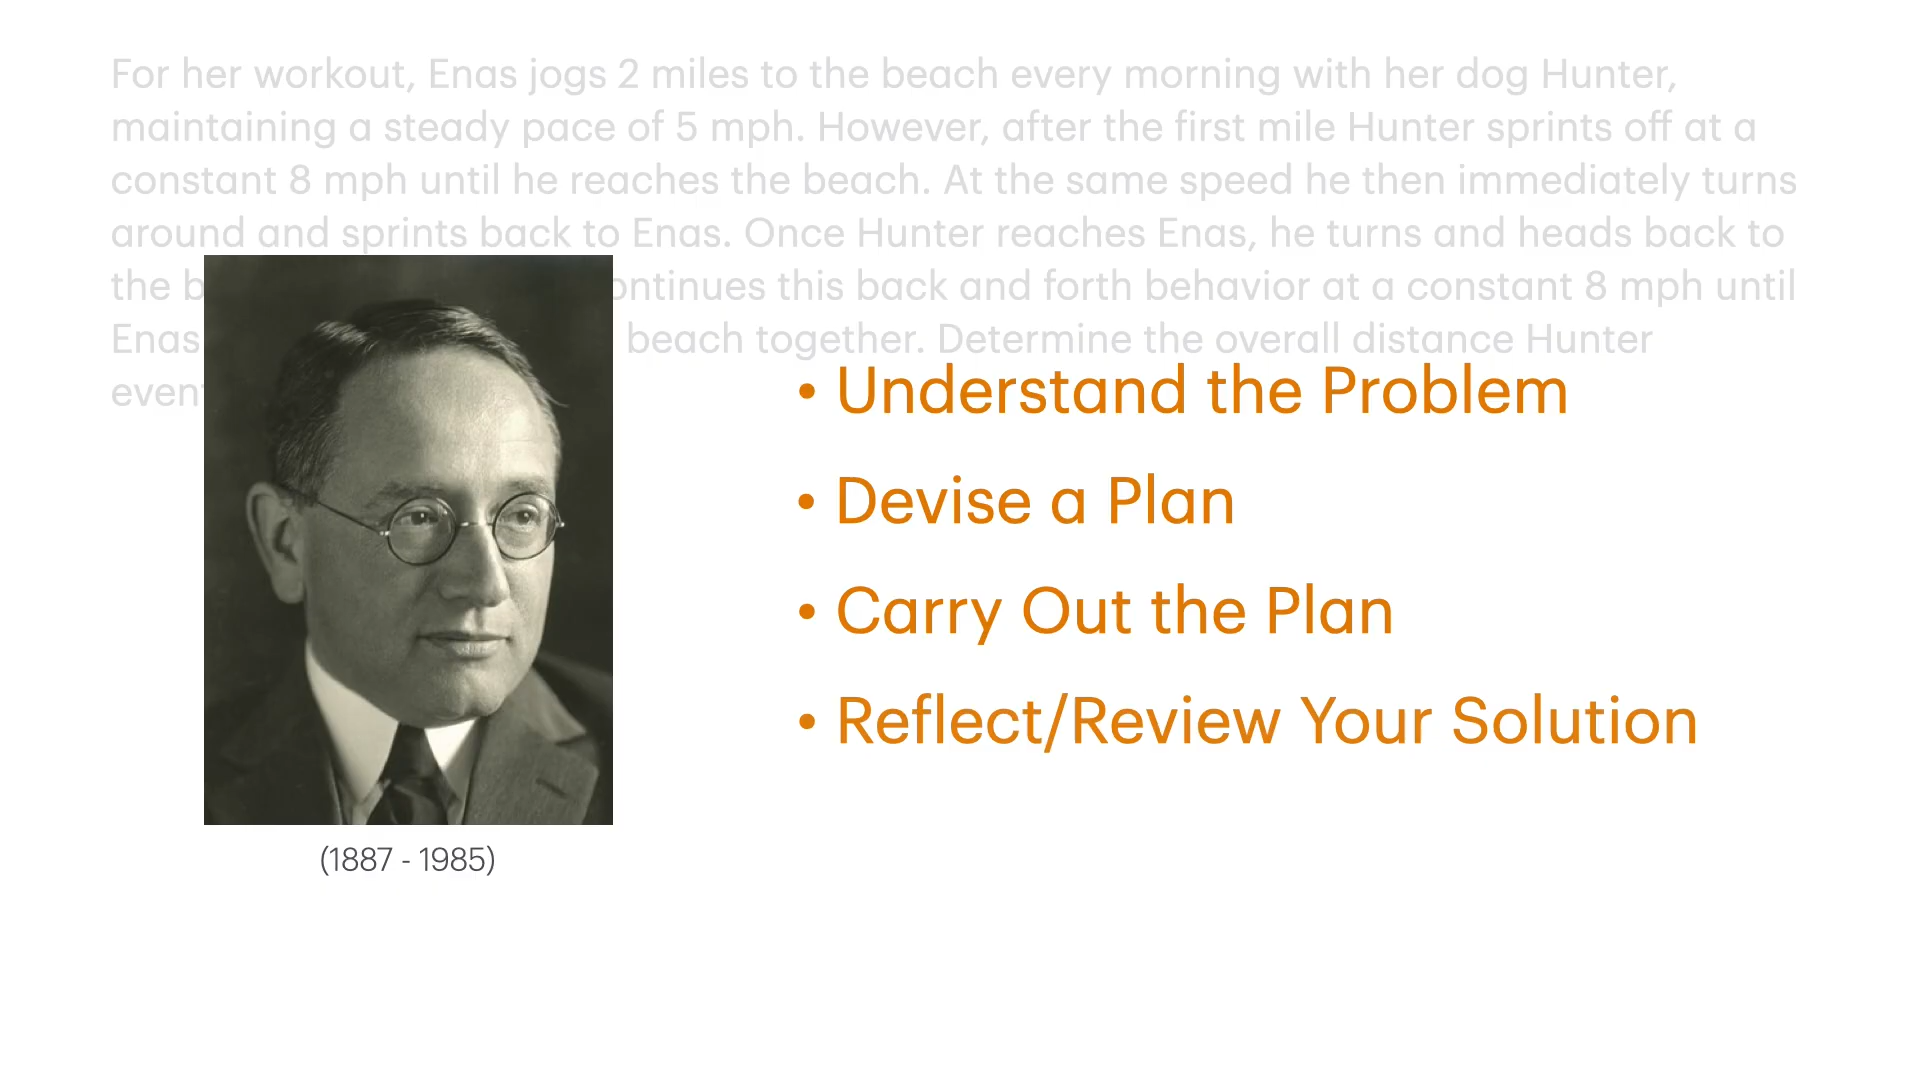 For her workout, Enas jogs 2 miles to the beach every morning with her dog Hunter,
maintaining a steady pace of 5 mph. However, after the first mile Hunter sprints off at a
constant 8 mph until he reaches the beach. At the same speed he then immediately turns
around and sprints back to Enas. Once Hunter reaches Enas, he turns and heads back to
the ontinues this back and forth behavior at a constant 8 mph until
Enas beach together. Determine the overall distance Hunter
• Understand the Problem
• Devise a Plan
• Carry Out the Plan
• Reflect/Review Your Solution
(1887 - 1985)